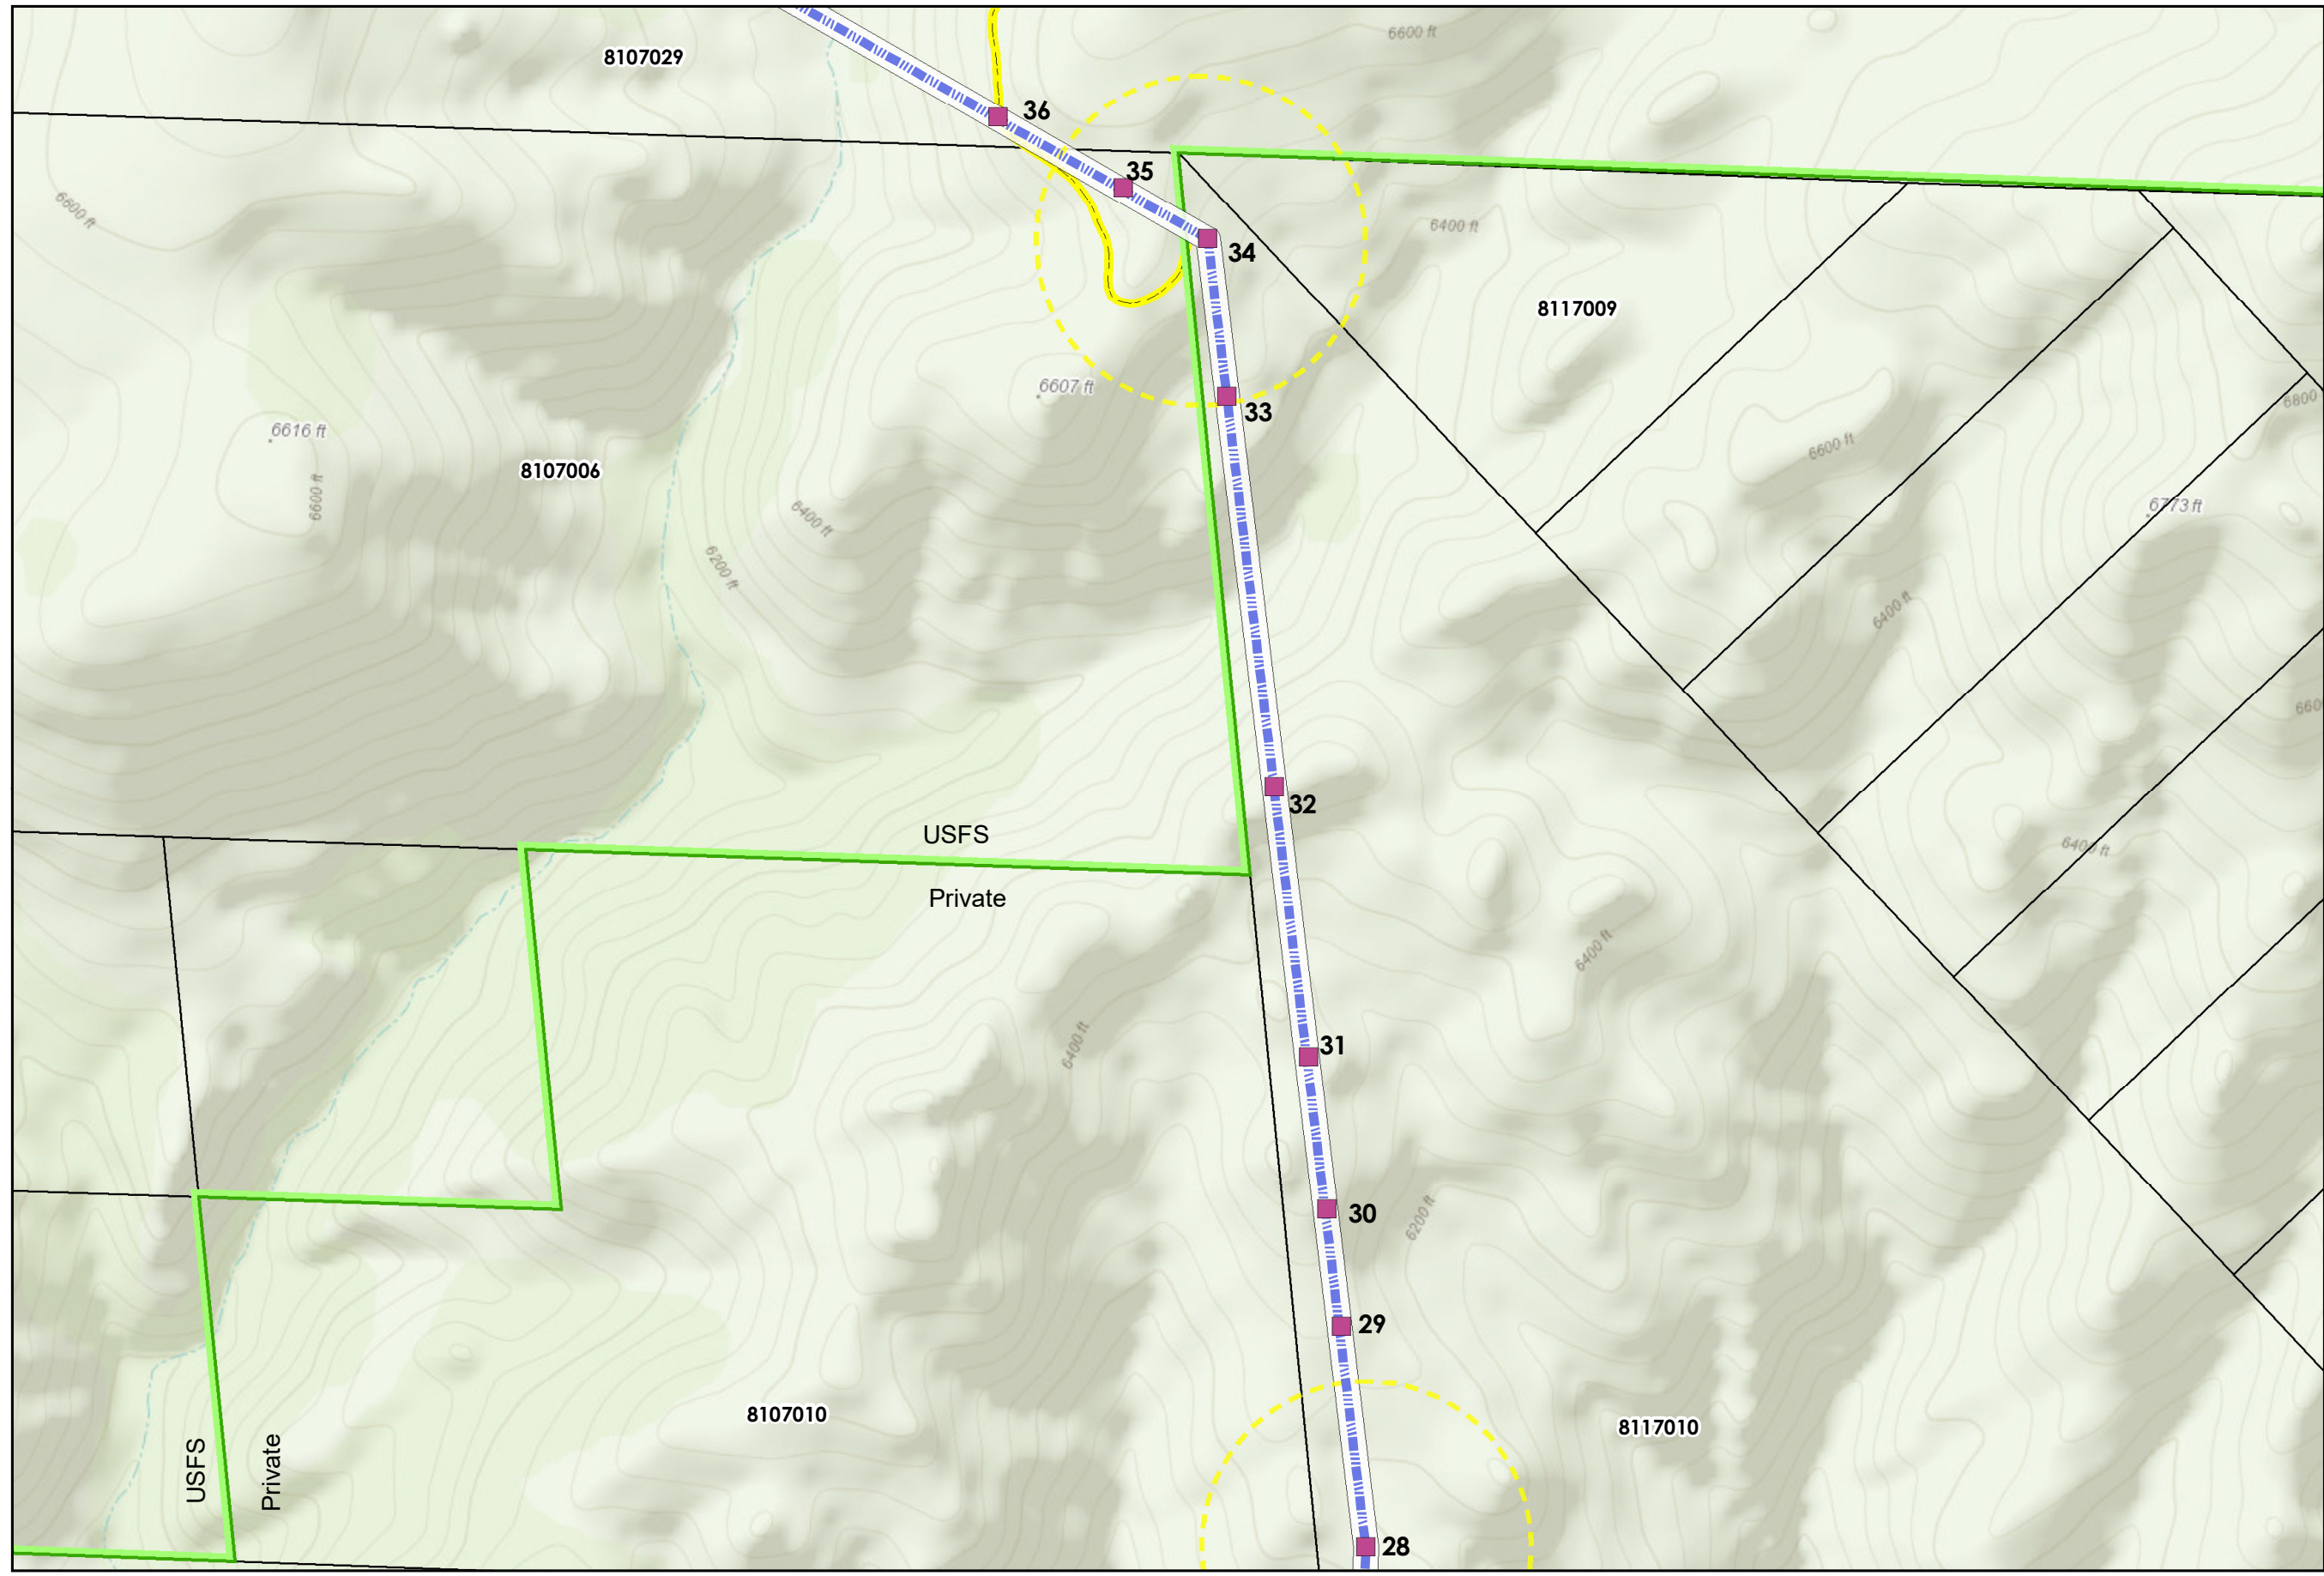 6600 ft
8107029
36
35
6600 ft
6400 ft
34
8117009
6607 ft
6800
33
6616 ft
6600 ft
8107006
6600 ft
6773 ft
6400 ft
6200 ft
6400 ft
32
USFS
6400 ft
Private
6400 ft
6400 ft
31
30
6200 ft
29
8107010
8117010
USFS
Private
28